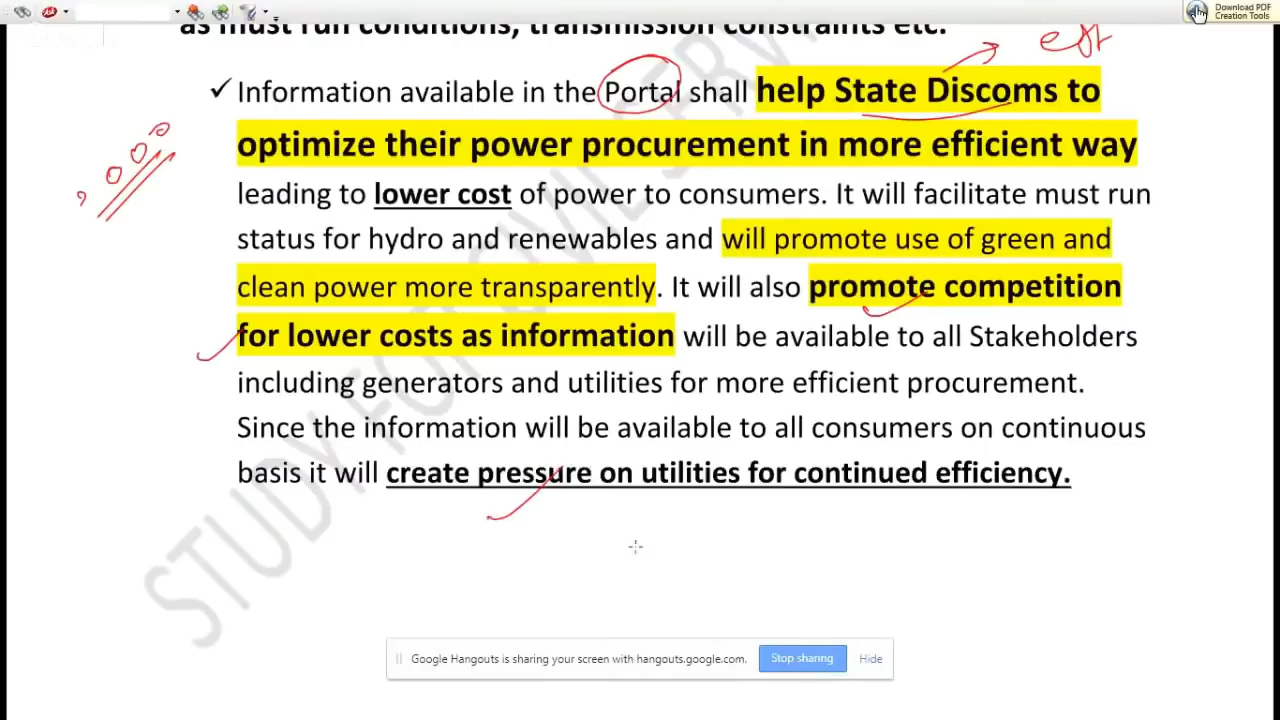 Download PDF
Creation Tools
as must run conditions, transmission constraints etc.
✓ Information available in the Portal shall help State Discoms to
optimize their power procurement in more efficient way
leading to lower cost of power to consumers. It will facilitate must run
status for hydro and renewables and will promote use of green and
clean power more transparently. It will also promote competition
for lower costs as information will be available to all Stakeholders
including generators and utilities for more efficient procurement.
Since the information will be available to all consumers on continuous
basis it will create pressure on utilities for continued efficiency.
STUDY FOR CIVIL SERVI
Google Hangouts is sharing your screen with hangouts.google.com.
Stop sharing
Hide